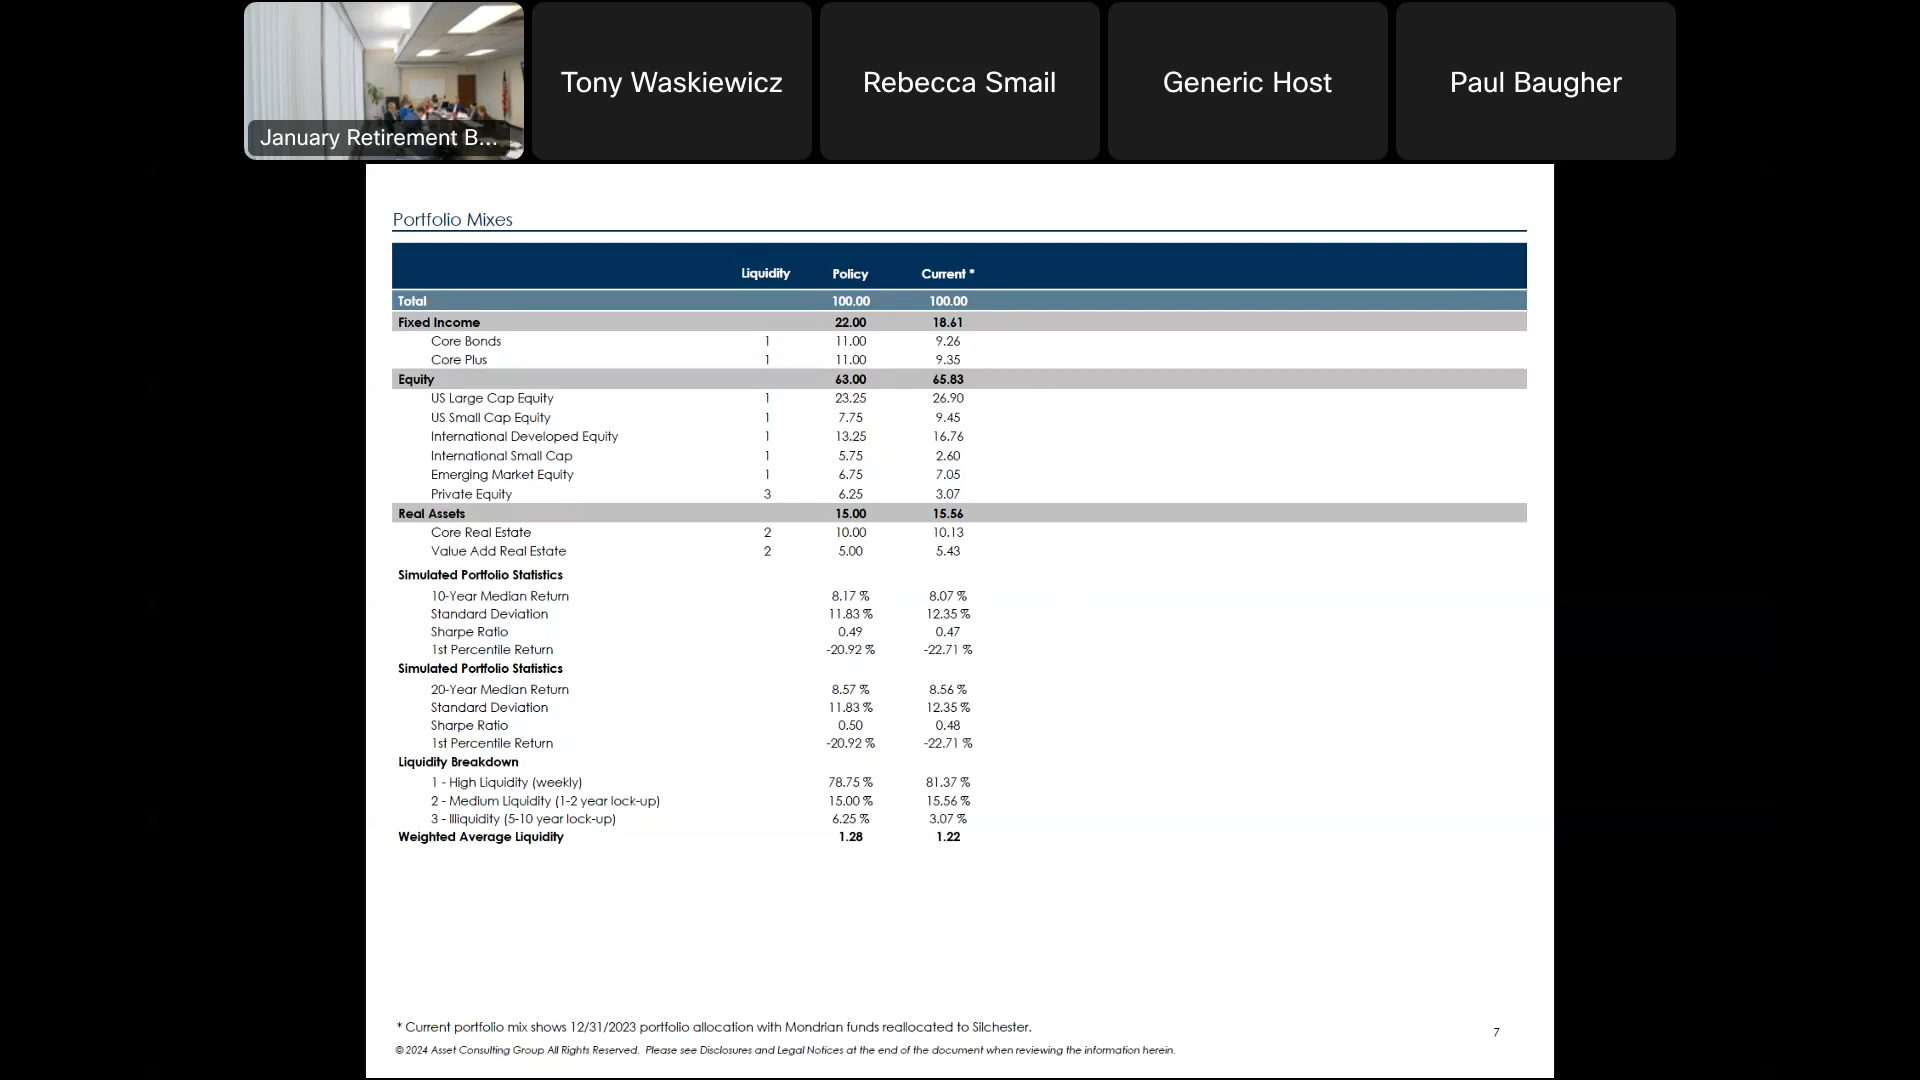 January Retirement B...
Tony Waskiewicz
Rebecca Smail
Generic Host
Paul Baugher
Portfolio Mixes
Liquidity Policy Current *
Total 100.00 100.00
Fixed Income 22.00 18.61
Core Bonds 1 11.00 9.26
Core Plus 1 11.00 9.35
Equity 63.00 65.83
US Large Cap Equity 1 23.25 26.90
US Small Cap Equity 1 7.75 9.45
International Developed Equity 1 13.25 16.76
International Small Cap 1 5.75 2.60
Emerging Market Equity 1 6.75 7.05
Private Equity 3 6.25 3.07
Real Assets 15.00 15.56
Core Real Estate 2 10.00 10.13
Value Add Real Estate 2 5.00 5.43
Simulated Portfolio Statistics
10-Year Median Return 8.17 % 8.07 %
Standard Deviation 11.83 % 12.35 %
Sharpe Ratio 0.49 0.47
1st Percentile Return -20.92 % -22.71 %
Simulated Portfolio Statistics
20-Year Median Return 8.57 % 8.56 %
Standard Deviation 11.83 % 12.35 %
Sharpe Ratio 0.50 0.48
1st Percentile Return -20.92 % -22.71 %
Liquidity Breakdown
1 - High Liquidity (weekly) 78.75 % 81.37 %
2 - Medium Liquidity (1-2 year lock-up) 15.00 % 15.56 %
3 - Illiquidity (5-10 year lock-up) 6.25 % 3.07 %
Weighted Average Liquidity 1.28 1.22
* Current portfolio mix shows 12/31/2023 portfolio allocation with Mondrian funds reallocated to Silchester.
7
© 2024 Asset Consulting Group All Rights Reserved. Please see Disclosures and Legal Notices at the end of the document when reviewing the information herein.